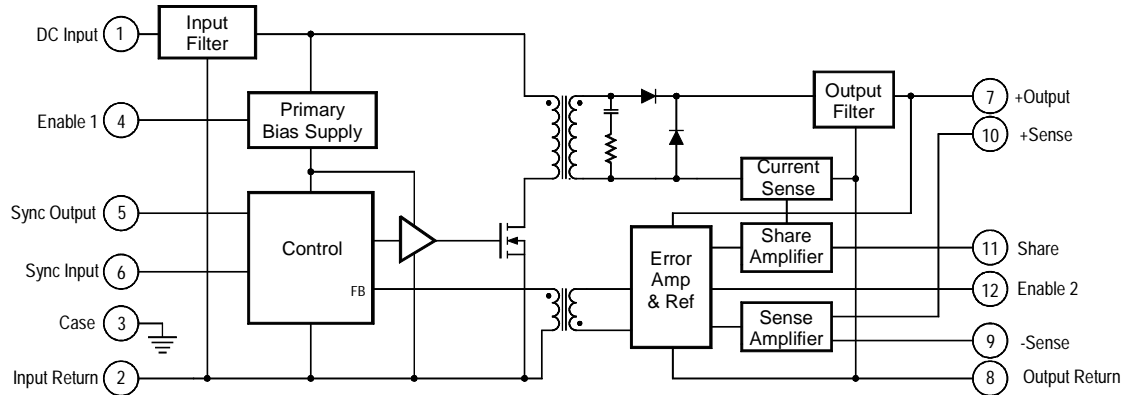 DC Input 1
Input
Filter
Enable 1 4
Primary
Bias Supply
Sync Output 5
Sync Input 6
Control
FB
Case 3
Input Return 2
Output
Filter
7 +Output
10 +Sense
Current
Sense
Share
Amplifier
11 Share
Error
Amp
& Ref
12 Enable 2
Sense
Amplifier
9 -Sense
8 Output Return